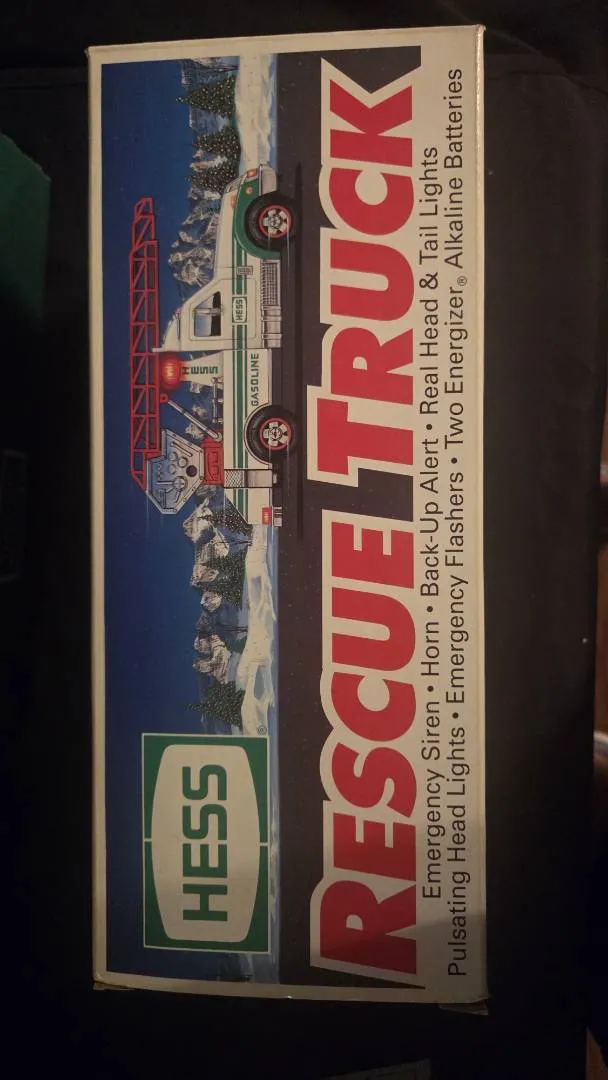 HESS
®
HESS
GASOLINE
HESS
RESCUE TRUCK
Emergency Siren • Horn • Back-Up Alert • Real Head & Tail Lights
Pulsating Head Lights • Emergency Flashers • Two Energizer® Alkaline Batteries